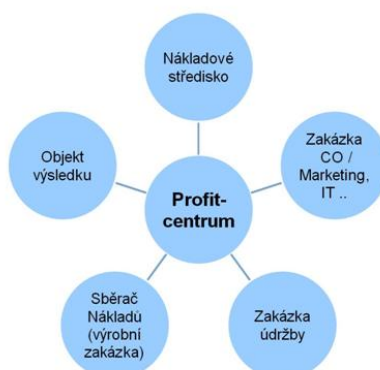 Nákladové
středisko
Objekt
výsledku
Zakázka
CO /
Marketing,
IT ..
Profit-
centrum
Sběrač
Nákladů
(výrobní
zakázka)
Zakázka
údržby